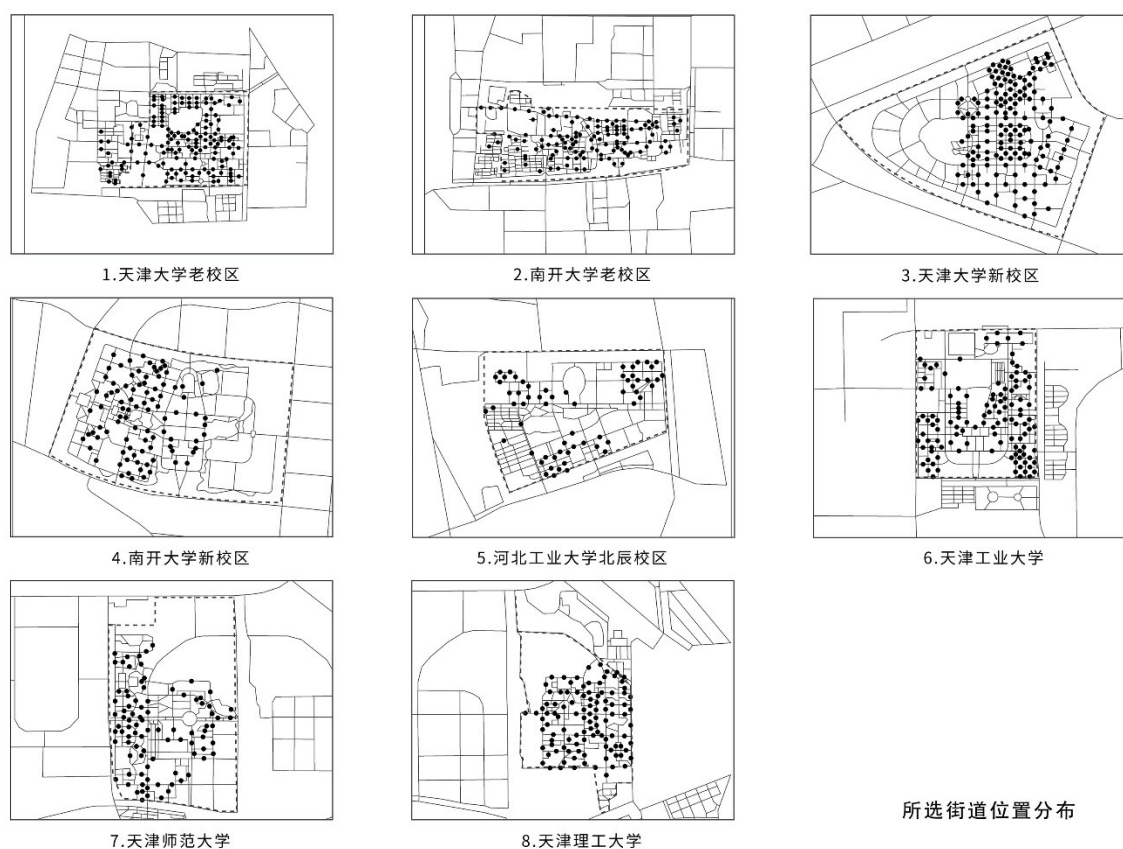 1.天津大学老校区
2.南开大学老校区
3.天津大学新校区
4.南开大学新校区
5.河北工业大学北辰校区
6.天津工业大学
7.天津师范大学
8.天津理工大学
所选街道位置分布